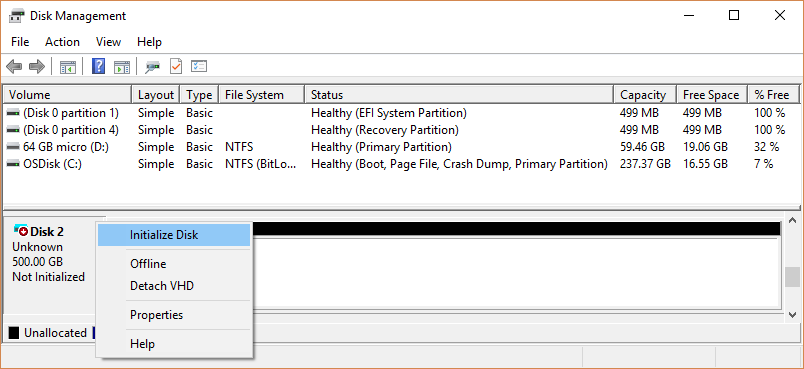 Disk Management
File Action View Help
Volume Layout Type File System Status Capacity Free Space % Free
(Disk 0 partition 1) Simple Basic Healthy (EFI System Partition) 499 MB 499 MB 100 %
(Disk 0 partition 4) Simple Basic Healthy (Recovery Partition) 499 MB 499 MB 100 %
64 GB micro (D:) Simple Basic NTFS Healthy (Primary Partition) 59.46 GB 19.06 GB 32 %
OSDisk (C:) Simple Basic NTFS (BitLo... Healthy (Boot, Page File, Crash Dump, Primary Partition) 237.37 GB 16.55 GB 7 %
Disk 2
Unknown
500.00 GB
Not Initialized
Initialize Disk
Offline
Detach VHD
Properties
Help
Unallocated